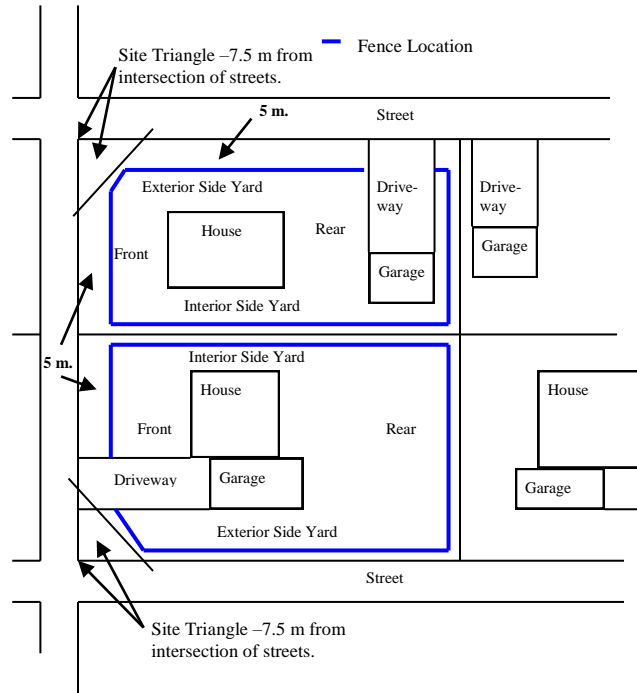 Site Triangle –7.5 m from
intersection of streets.
Fence Location
5 m.
Street
Exterior Side Yard
Drive-
way
Drive-
way
House
Rear
Front
Garage
Garage
Interior Side Yard
5 m.
Interior Side Yard
House
House
Front
Rear
Driveway
Garage
Garage
Exterior Side Yard
Street
Site Triangle –7.5 m from
intersection of streets.